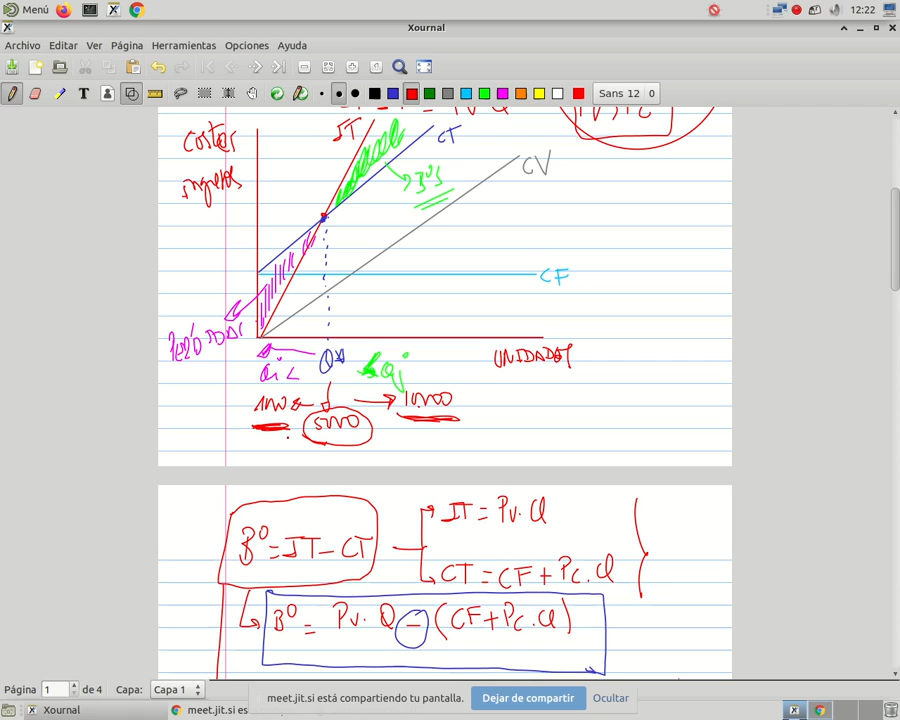 Menú
12:22
Xournal
Archivo Editar Ver Página Herramientas Opciones Ayuda
Sans 12 0
costes
ingresos
IT
CT
CV
Bºs
CF
Q*
UNIDADES
1000
5000
10.000
Bº = IT - CT
IT = Pv. Q
CT = CF + Pc. Q
Bº = Pv. Q - (CF + Pc. Q)
Página 1 de 4 Capa: Capa 1
meet.jit.si está compartiendo tu pantalla. Dejar de compartir Ocultar
Xournal meet.jit.si es